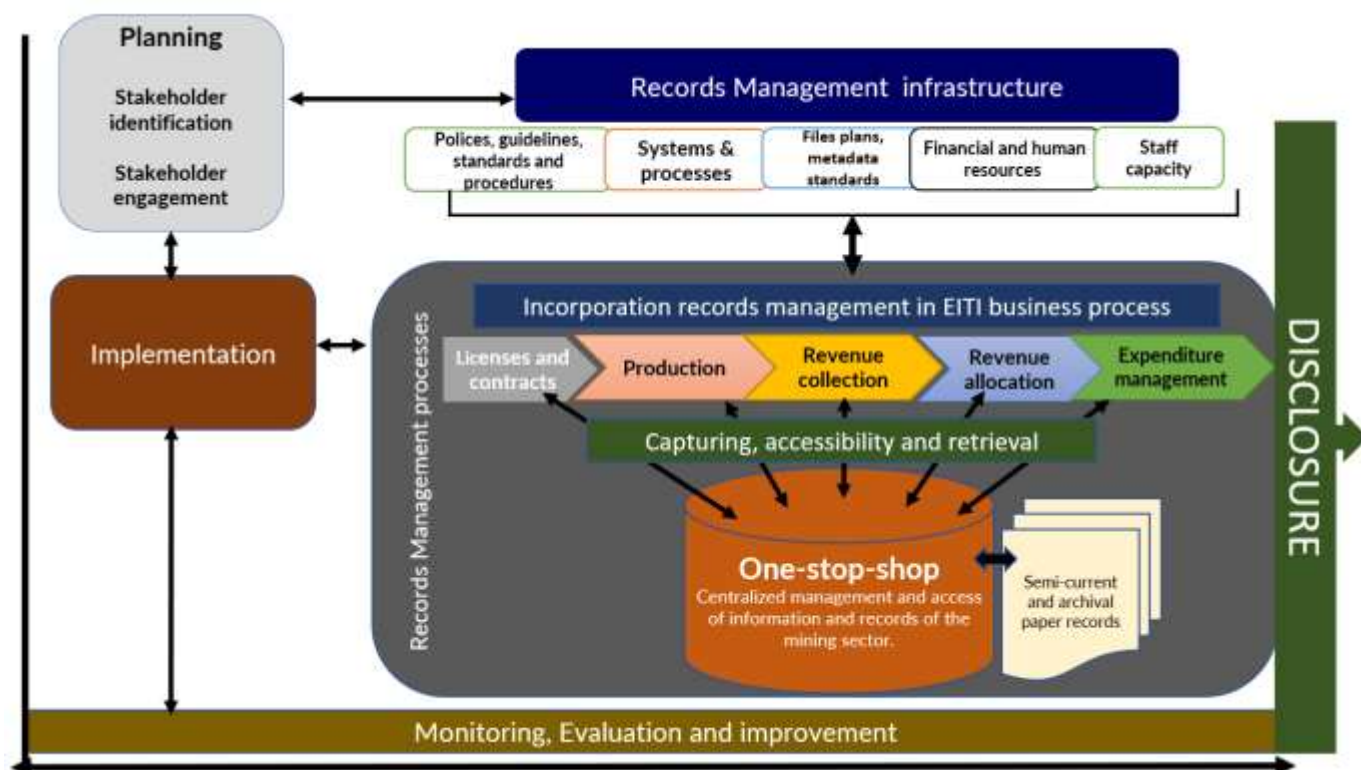 Planning
Stakeholder
identification
Stakeholder
engagement
Records Management infrastructure
Polices, guidelines,
standards and
procedures
Systems &
processes
Files plans,
metadata
standards
Financial and human
resources
Staff
capacity
Implementation
Records Management processes
Incorporation records management in EITI business process
Licenses and
contracts
Production
Revenue
collection
Revenue
allocation
Expenditure
management
Capturing, accessibility and retrieval
One-stop-shop
Centralized management and access
of information and records of the
mining sector.
Semi-current
and archival
paper records
DISCLOSURE
Monitoring, Evaluation and improvement